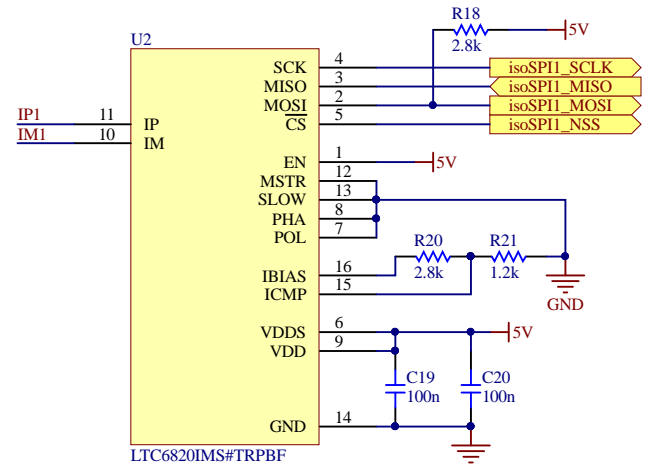 R18
5V
2.8k
U2
SCK 4 isoSPI1_SCLK
MISO 3 isoSPI1_MISO
MOSI 2 isoSPI1_MOSI
CS 5 isoSPI1_NSS
IP1 11 IP
IM1 10 IM
EN 1 5V
MSTR 12
SLOW 13
PHA 8
POL 7
R20 R21
IBIAS 16 2.8k 1.2k
ICMP 15
GND
VDDS 6 5V
VDD 9
C19 C20
100n 100n
GND 14
LTC6820IMS#TRPBF